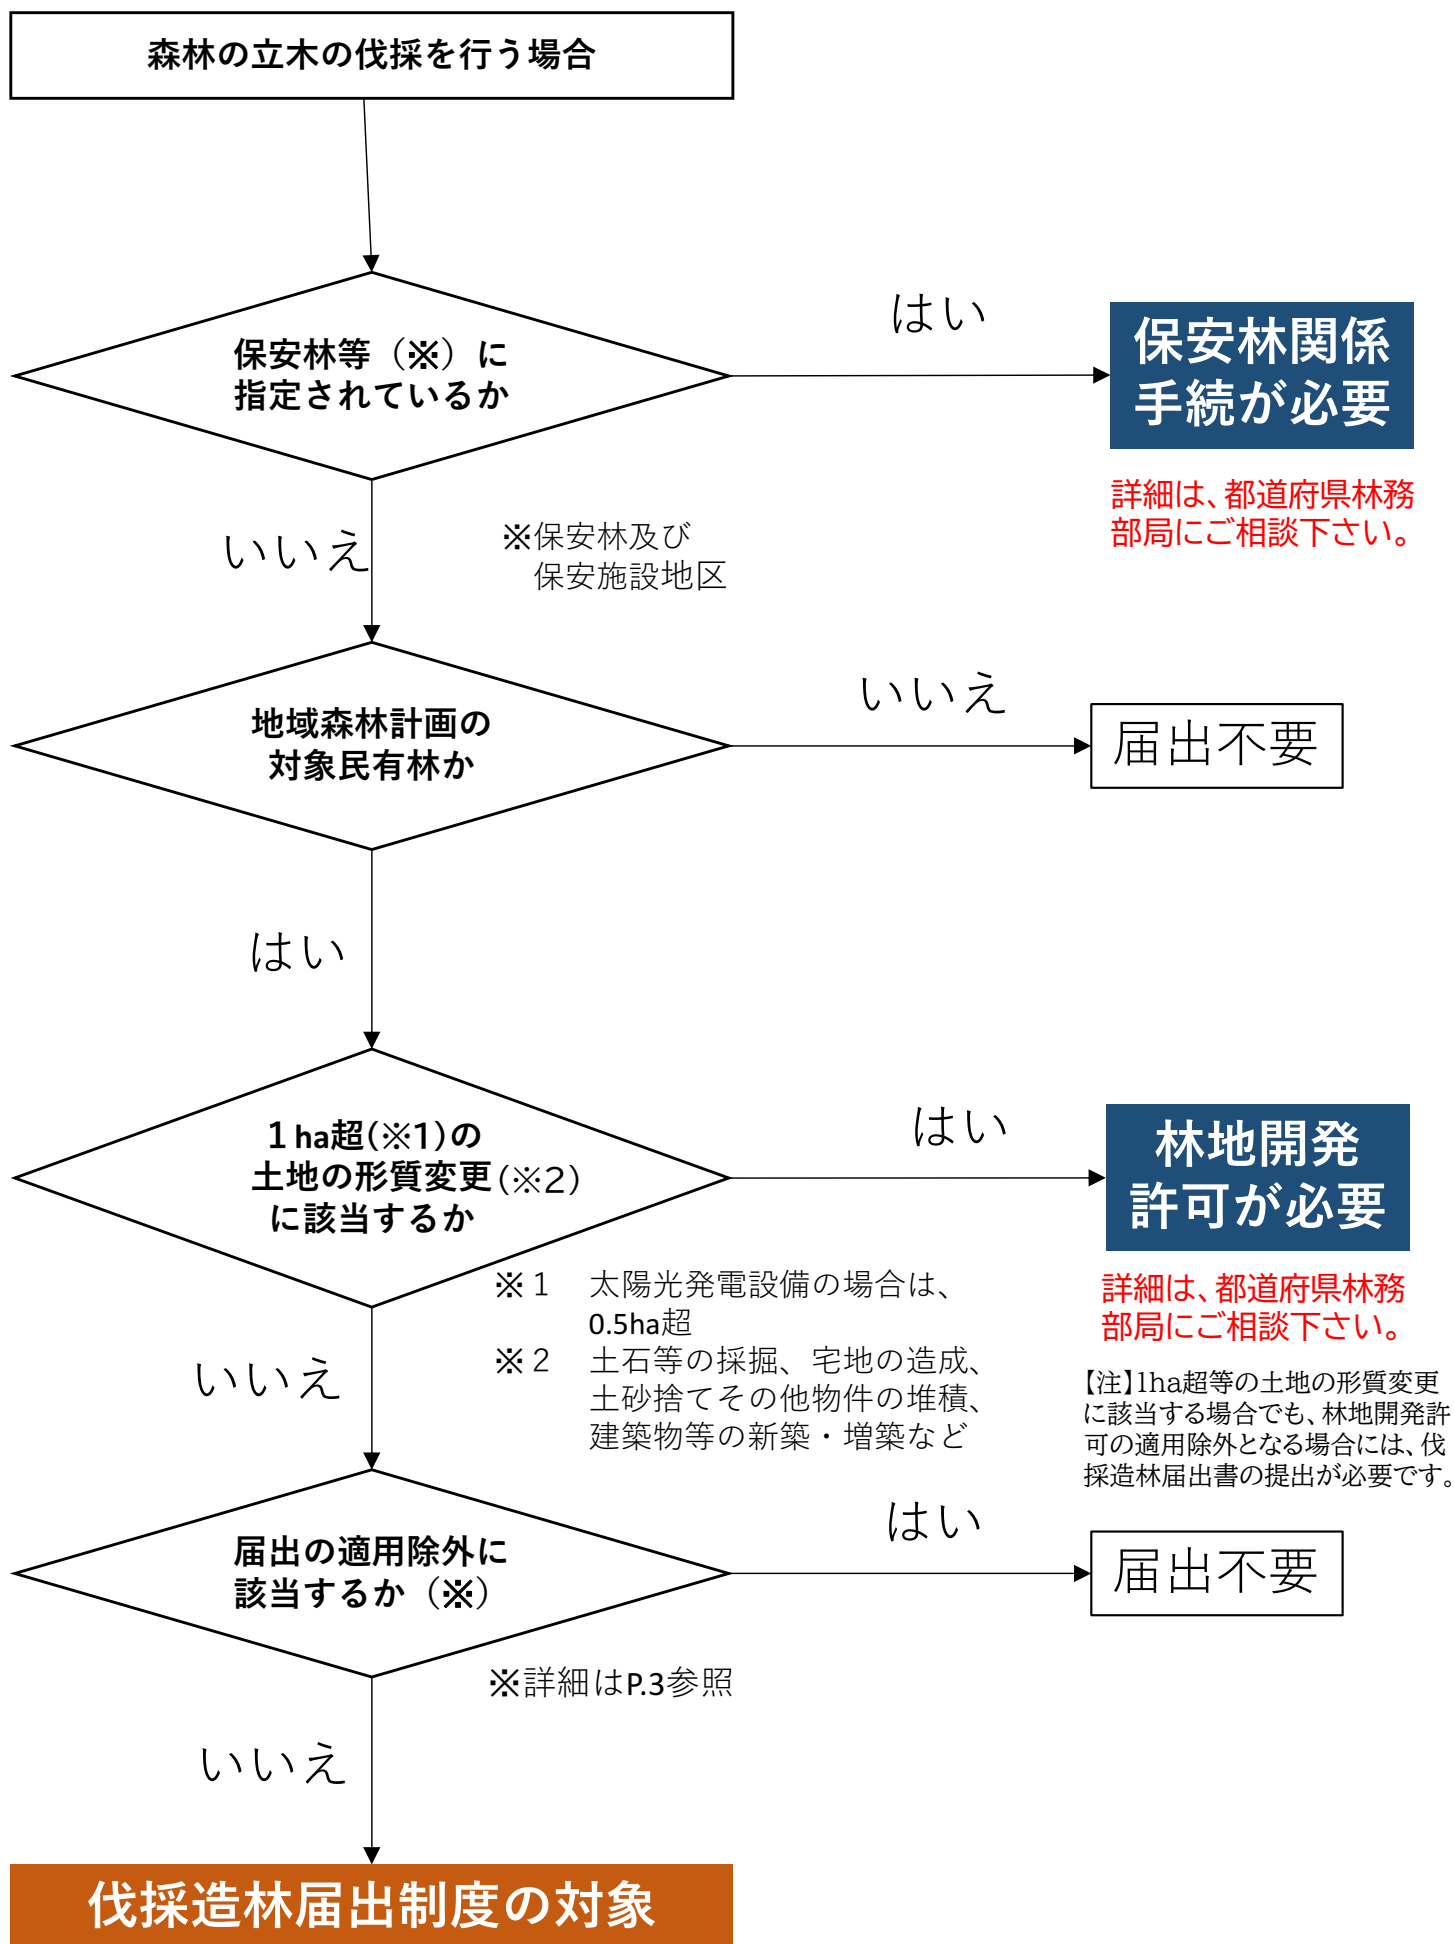 森林の立木の伐採を行う場合
保安林等（※）に
指定されているか
はい
保安林関係
手続が必要
詳細は、都道府県林務
部局にご相談下さい。
いいえ
※保安林及び
保安施設地区
地域森林計画の
対象民有林か
いいえ
届出不要
はい
１ha超(※1)の
土地の形質変更(※2)
に該当するか
はい
林地開発
許可が必要
詳細は、都道府県林務
部局にご相談下さい。
【注】1ha超等の土地の形質変更
に該当する場合でも、林地開発許
可の適用除外となる場合には、伐
採造林届出書の提出が必要です。
※１　太陽光発電設備の場合は、
0.5ha超
※２　土石等の採掘、宅地の造成、
土砂捨てその他物件の堆積、
建築物等の新築・増築など
いいえ
届出の適用除外に
該当するか（※）
はい
届出不要
※詳細はP.3参照
いいえ
伐採造林届出制度の対象